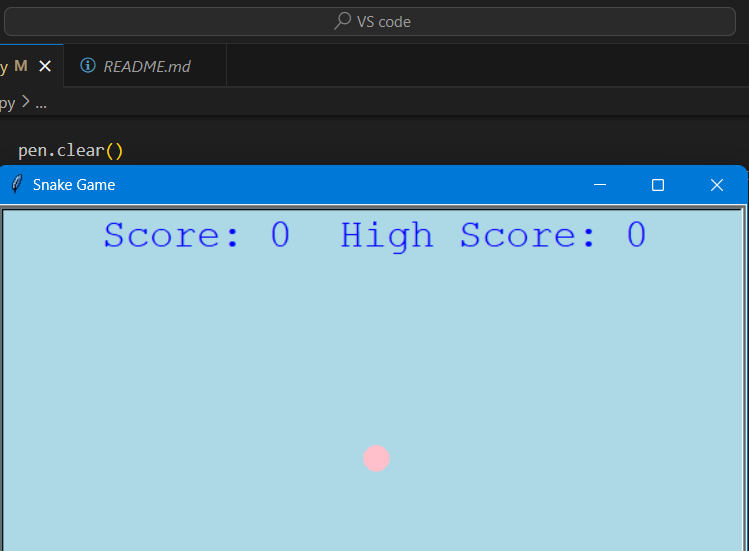 VS code
y M README.md
py > ...
pen.clear()
Snake Game
Score: 0 High Score: 0